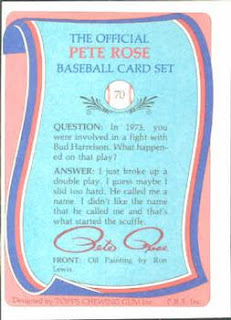 THE OFFICIAL
PETE ROSE
BASEBALL CARD SET
70
QUESTION: In 1973, you
were involved in a fight with
Bud Harrelson. What happen-
ed on that play?
ANSWER: I just broke up a
double play. I guess maybe I
slid too hard. He called me a
name. I didn't like the name
that he called me and that's
what started the scuffle.
Pete Rose
FRONT: Oil Painting by Ron
Lewis
Designed by TOPPS CHEWING GUM Inc.
P.R.E. Inc.